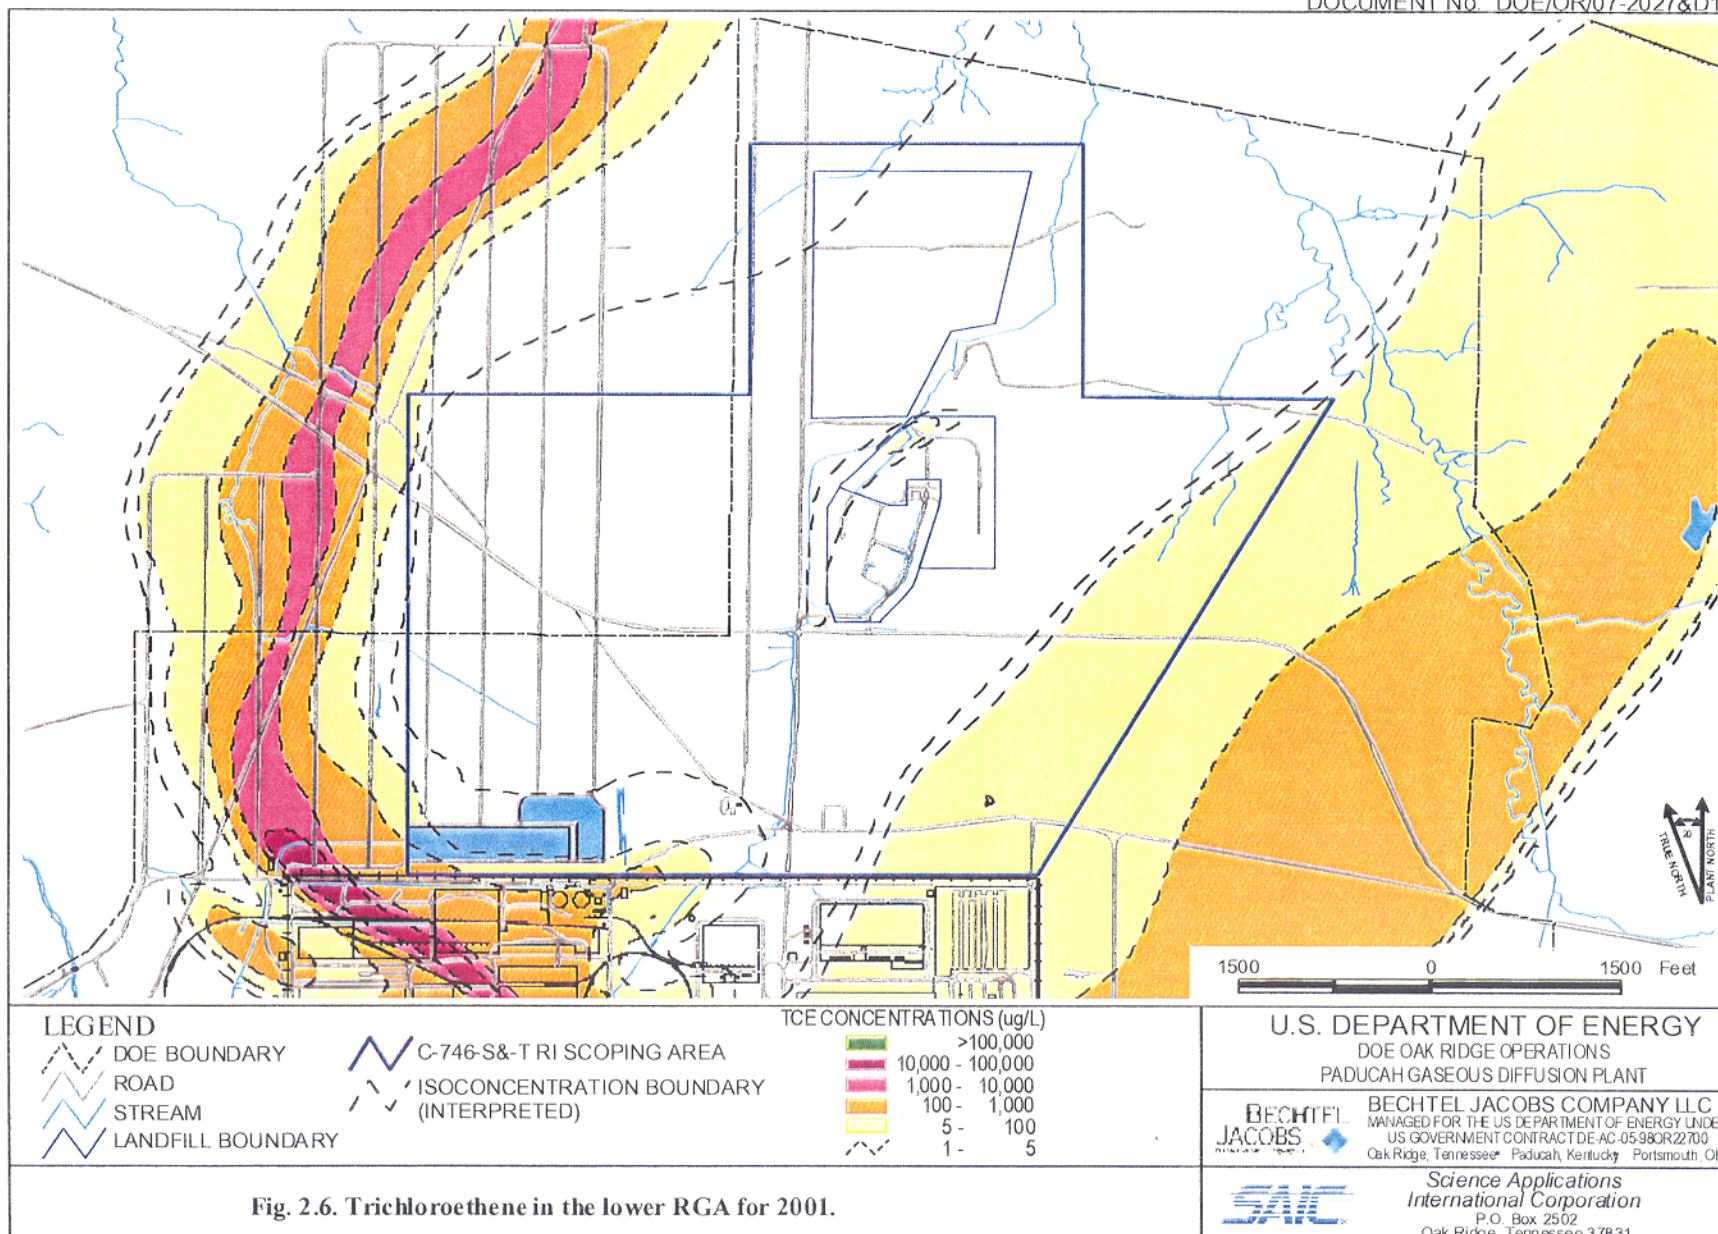 DOCUMENT No. DOE/OR/07-2027&D1
TRUE NORTH
20
PLANT NORTH
1500 0 1500 Feet
LEGEND
DOE BOUNDARY
ROAD
STREAM
LANDFILL BOUNDARY
C-746-S&-T RI SCOPING AREA
ISOCONCENTRATION BOUNDARY
(INTERPRETED)
TCE CONCENTRATIONS (ug/L)
>100,000
10,000 - 100,000
1,000 - 10,000
100 - 1,000
5 - 100
1 - 5
Fig. 2.6. Trichloroethene in the lower RGA for 2001.
U.S. DEPARTMENT OF ENERGY
DOE OAK RIDGE OPERATIONS
PADUCAH GASEOUS DIFFUSION PLANT
BECHTEL
JACOBS
BECHTEL JACOBS COMPANY LLC
MANAGED FOR THE US DEPARTMENT OF ENERGY UNDE
US GOVERNMENT CONTRACT DE-AC-05-98OR22700
Oak Ridge, Tennessee Paducah, Kentucky Portsmouth, Oh
SAIC
Science Applications
International Corporation
P.O. Box 2502
Oak Ridge, Tennessee 37831